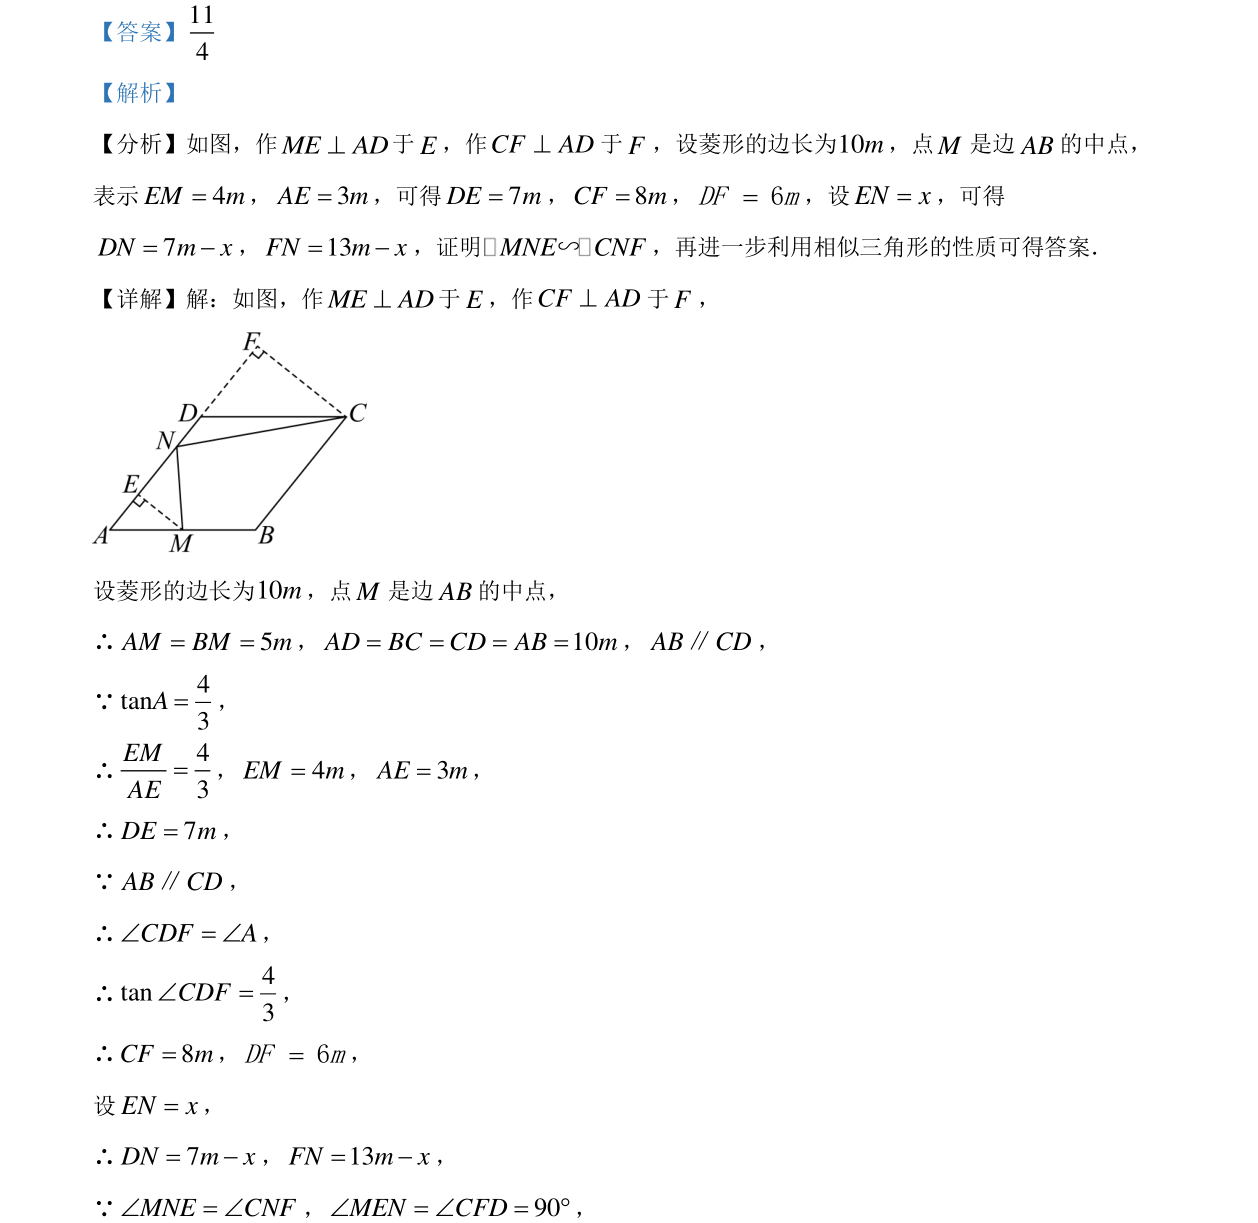 【答案】11/4
【解析】
【分析】如图，作ME⊥AD于E，作CF⊥AD于F，设菱形的边长为10m，点M是边AB的中点，
表示EM=4m，AE=3m，可得DE=7m，CF=8m，DF=6m，设EN=x，可得
DN=7m−x，FN=13m−x，证明□MNE∽□CNF，再进一步利用相似三角形的性质可得答案．
【详解】解：如图，作ME⊥AD于E，作CF⊥AD于F，
F
D
C
N
E
A
M
B
设菱形的边长为10m，点M是边AB的中点，
∴AM=BM=5m，AD=BC=CD=AB=10m，AB∥CD，
∵tanA=4/3，
∴EM/AE=4/3，EM=4m，AE=3m，
∴DE=7m，
∵AB∥CD，
∴∠CDF=∠A，
∴tan∠CDF=4/3，
∴CF=8m，DF=6m，
设EN=x，
∴DN=7m−x，FN=13m−x，
∵∠MNE=∠CNF，∠MEN=∠CFD=90°，